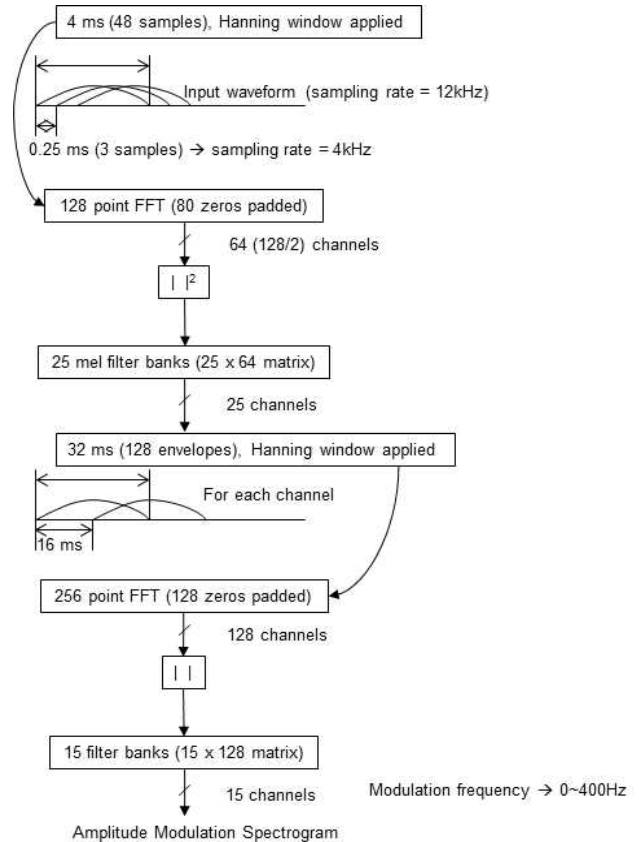 4 ms (48 samples), Hanning window applied
Input waveform (sampling rate = 12kHz)
0.25 ms (3 samples) → sampling rate = 4kHz
128 point FFT (80 zeros padded)
64 (128/2) channels
| |²
25 mel filter banks (25 x 64 matrix)
25 channels
32 ms (128 envelopes), Hanning window applied
For each channel
16 ms
256 point FFT (128 zeros padded)
128 channels
| |
15 filter banks (15 x 128 matrix)
15 channels
Modulation frequency → 0~400Hz
Amplitude Modulation Spectrogram